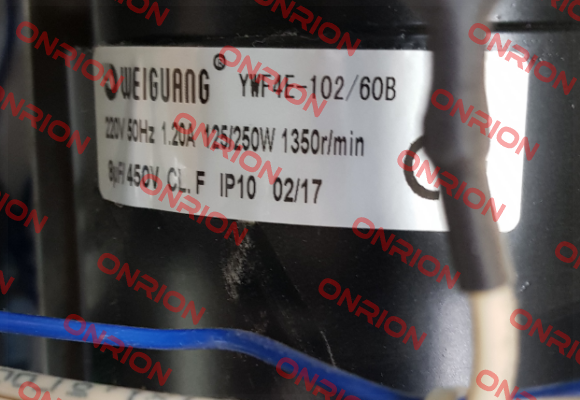 WEIGUANG® YWF4E-102/60B
220V 50Hz 1.20A 125/250W 1350r/min
8μF/450V CL.F IP10 02/17
ONRION